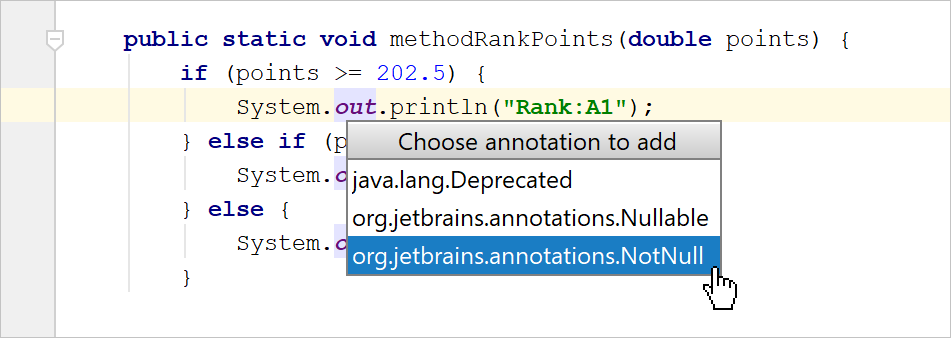 public static void methodRankPoints(double points) {
if (points >= 202.5) {
System.out.println("Rank:A1");
} else if (p
Choose annotation to add
System.o
java.lang.Deprecated
} else {
org.jetbrains.annotations.Nullable
System.o
org.jetbrains.annotations.NotNull
}